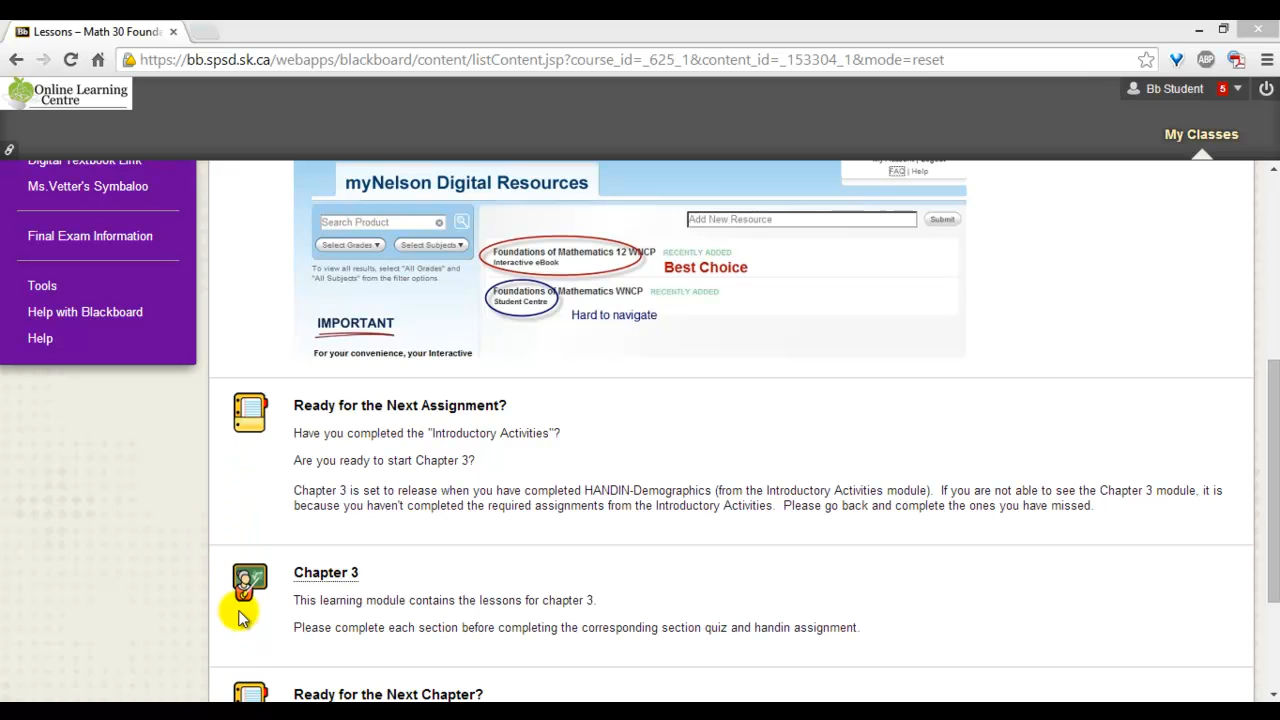 Lessons – Math 30 Founda
https://bb.spsd.sk.ca/webapps/blackboard/content/listContent.jsp?course_id=_625_1&content_id=_153304_1&mode=reset
ABP
Online Learning
Centre
Bb Student 5
My Classes
Digital Textbook Link
Ms.Vetter's Symbaloo
Final Exam Information
Tools
Help with Blackboard
Help
FAQ | Help
myNelson Digital Resources
Search Product
Add New Resource
Submit
Select Grades
Select Subjects
Foundations of Mathematics 12 WNCP RECENTLY ADDED
Interactive eBook
Best Choice
To view all results, select "All Grades" and
"All Subjects" from the filter options.
Foundations of Mathematics WNCP RECENTLY ADDED
Student Centre
Hard to navigate
IMPORTANT
For your convenience, your Interactive
Ready for the Next Assignment?
Have you completed the "Introductory Activities"?
Are you ready to start Chapter 3?
Chapter 3 is set to release when you have completed HANDIN-Demographics (from the Introductory Activities module). If you are not able to see the Chapter 3 module, it is
because you haven't completed the required assignments from the Introductory Activities. Please go back and complete the ones you have missed.
Chapter 3
This learning module contains the lessons for chapter 3.
Please complete each section before completing the corresponding section quiz and handin assignment.
Ready for the Next Chapter?